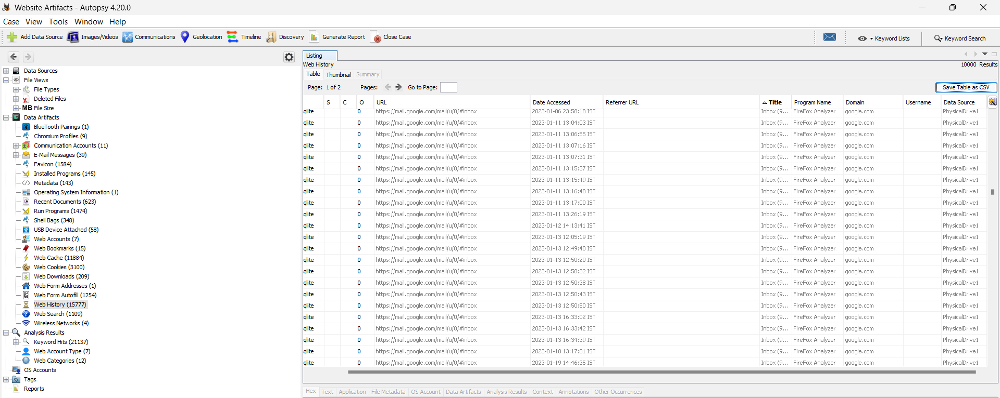 Website Artifacts - Autopsy 4.20.0
Case View Tools Window Help
Add Data Source Images/Videos Communications Geolocation Timeline Discovery Generate Report Close Case Keyword Lists Keyword Search
Data Sources
File Views
File Types
Deleted Files
MB File Size
Data Artifacts
BlueTooth Pairings (1)
Chromium Profiles (9)
Communication Accounts (11)
E-Mail Messages (39)
Favicon (1584)
Installed Programs (145)
Metadata (143)
Operating System Information (1)
Recent Documents (623)
Run Programs (1474)
Shell Bags (348)
USB Device Attached (58)
Web Accounts (7)
Web Bookmarks (15)
Web Cache (11884)
Web Cookies (3100)
Web Downloads (209)
Web Form Addresses (1)
Web Form Autofill (1254)
Web History (15777)
Web Search (1109)
Wireless Networks (4)
Analysis Results
Keyword Hits (21137)
Web Account Type (7)
Web Categories (12)
OS Accounts
Tags
Reports
Listing
Web History 10000 Results
Table Thumbnail Summary
Page: 1 of 2 Pages: Go to Page: Save Table as CSV
S C O URL Date Accessed Referrer URL Title Program Name Domain Username Data Source
qlite 0 https://mail.google.com/mail/u/0/#inbox 2023-01-06 23:58:18 IST Inbox (9... FireFox Analyzer google.com PhysicalDrive1
qlite 0 https://mail.google.com/mail/u/0/#inbox 2023-01-11 13:04:03 IST Inbox (9... FireFox Analyzer google.com PhysicalDrive1
qlite 0 https://mail.google.com/mail/u/0/#inbox 2023-01-11 13:06:55 IST Inbox (9... FireFox Analyzer google.com PhysicalDrive1
qlite 0 https://mail.google.com/mail/u/0/#inbox 2023-01-11 13:07:16 IST Inbox (9... FireFox Analyzer google.com PhysicalDrive1
qlite 0 https://mail.google.com/mail/u/0/#inbox 2023-01-11 13:07:31 IST Inbox (9... FireFox Analyzer google.com PhysicalDrive1
qlite 0 https://mail.google.com/mail/u/0/#inbox 2023-01-11 13:15:37 IST Inbox (9... FireFox Analyzer google.com PhysicalDrive1
qlite 0 https://mail.google.com/mail/u/0/#inbox 2023-01-11 13:15:49 IST Inbox (9... FireFox Analyzer google.com PhysicalDrive1
qlite 0 https://mail.google.com/mail/u/0/#inbox 2023-01-11 13:16:48 IST Inbox (9... FireFox Analyzer google.com PhysicalDrive1
qlite 0 https://mail.google.com/mail/u/0/#inbox 2023-01-11 13:17:00 IST Inbox (9... FireFox Analyzer google.com PhysicalDrive1
qlite 0 https://mail.google.com/mail/u/0/#inbox 2023-01-11 13:26:19 IST Inbox (9... FireFox Analyzer google.com PhysicalDrive1
qlite 0 https://mail.google.com/mail/u/0/#inbox 2023-01-12 14:13:41 IST Inbox (9... FireFox Analyzer google.com PhysicalDrive1
qlite 0 https://mail.google.com/mail/u/0/#inbox 2023-01-13 12:05:19 IST Inbox (9... FireFox Analyzer google.com PhysicalDrive1
qlite 0 https://mail.google.com/mail/u/0/#inbox 2023-01-13 12:49:40 IST Inbox (9... FireFox Analyzer google.com PhysicalDrive1
qlite 0 https://mail.google.com/mail/u/0/#inbox 2023-01-13 12:50:20 IST Inbox (9... FireFox Analyzer google.com PhysicalDrive1
qlite 0 https://mail.google.com/mail/u/0/#inbox 2023-01-13 12:50:32 IST Inbox (9... FireFox Analyzer google.com PhysicalDrive1
qlite 0 https://mail.google.com/mail/u/0/#inbox 2023-01-13 12:50:38 IST Inbox (9... FireFox Analyzer google.com PhysicalDrive1
qlite 0 https://mail.google.com/mail/u/0/#inbox 2023-01-13 12:50:43 IST Inbox (9... FireFox Analyzer google.com PhysicalDrive1
qlite 0 https://mail.google.com/mail/u/0/#inbox 2023-01-13 12:50:50 IST Inbox (9... FireFox Analyzer google.com PhysicalDrive1
qlite 0 https://mail.google.com/mail/u/0/#inbox 2023-01-13 16:33:02 IST Inbox (9... FireFox Analyzer google.com PhysicalDrive1
qlite 0 https://mail.google.com/mail/u/0/#inbox 2023-01-13 16:33:42 IST Inbox (9... FireFox Analyzer google.com PhysicalDrive1
qlite 0 https://mail.google.com/mail/u/0/#inbox 2023-01-13 16:34:39 IST Inbox (9... FireFox Analyzer google.com PhysicalDrive1
qlite 0 https://mail.google.com/mail/u/0/#inbox 2023-01-18 13:17:01 IST Inbox (9... FireFox Analyzer google.com PhysicalDrive1
qlite 0 https://mail.google.com/mail/u/0/#inbox 2023-01-19 14:46:35 IST Inbox (9... FireFox Analyzer google.com PhysicalDrive1
Hex Text Application File Metadata OS Account Data Artifacts Analysis Results Context Annotations Other Occurrences